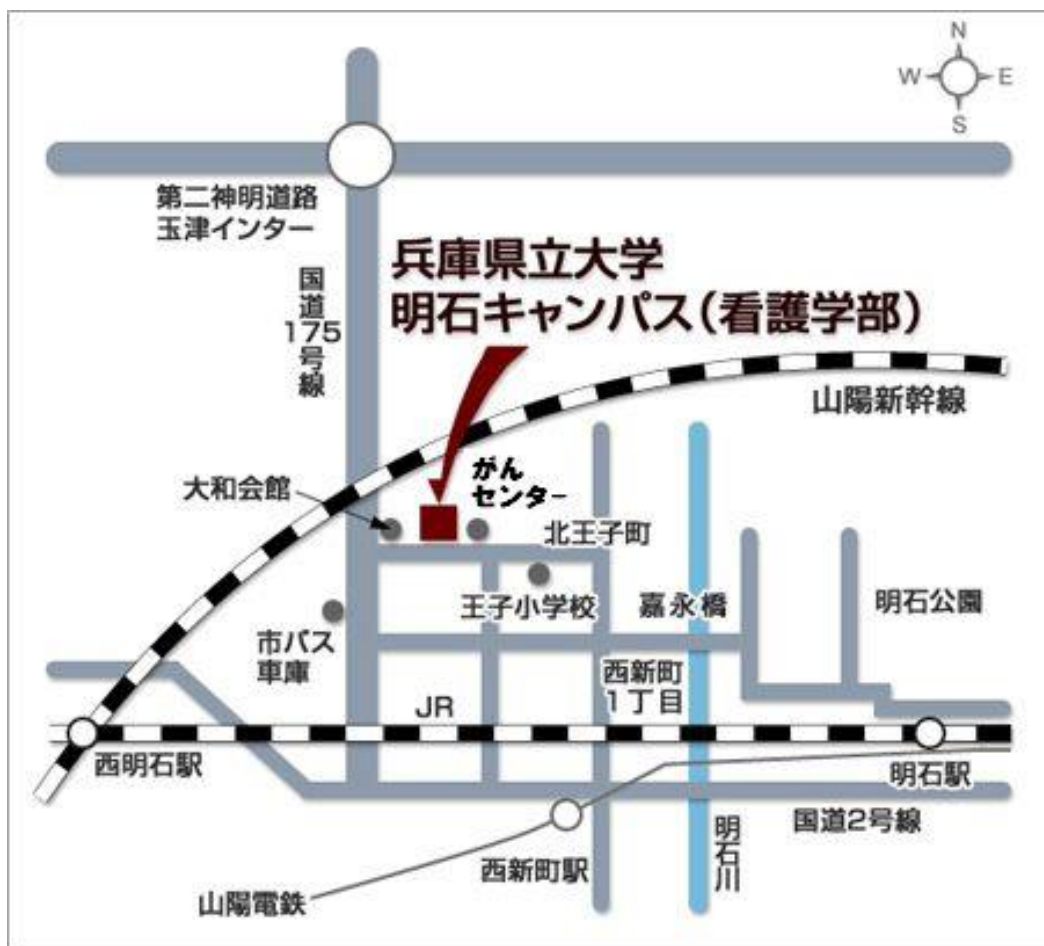 N
W
E
S
第二神明道路
玉津インター
兵庫県立大学
明石キャンパス(看護学部)
国道175号線
山陽新幹線
大和会館
がん
センター
北王子町
王子小学校
嘉永橋
明石公園
市バス
車庫
西新町
1丁目
JR
西明石駅
明石駅
国道2号線
明石川
西新町駅
山陽電鉄